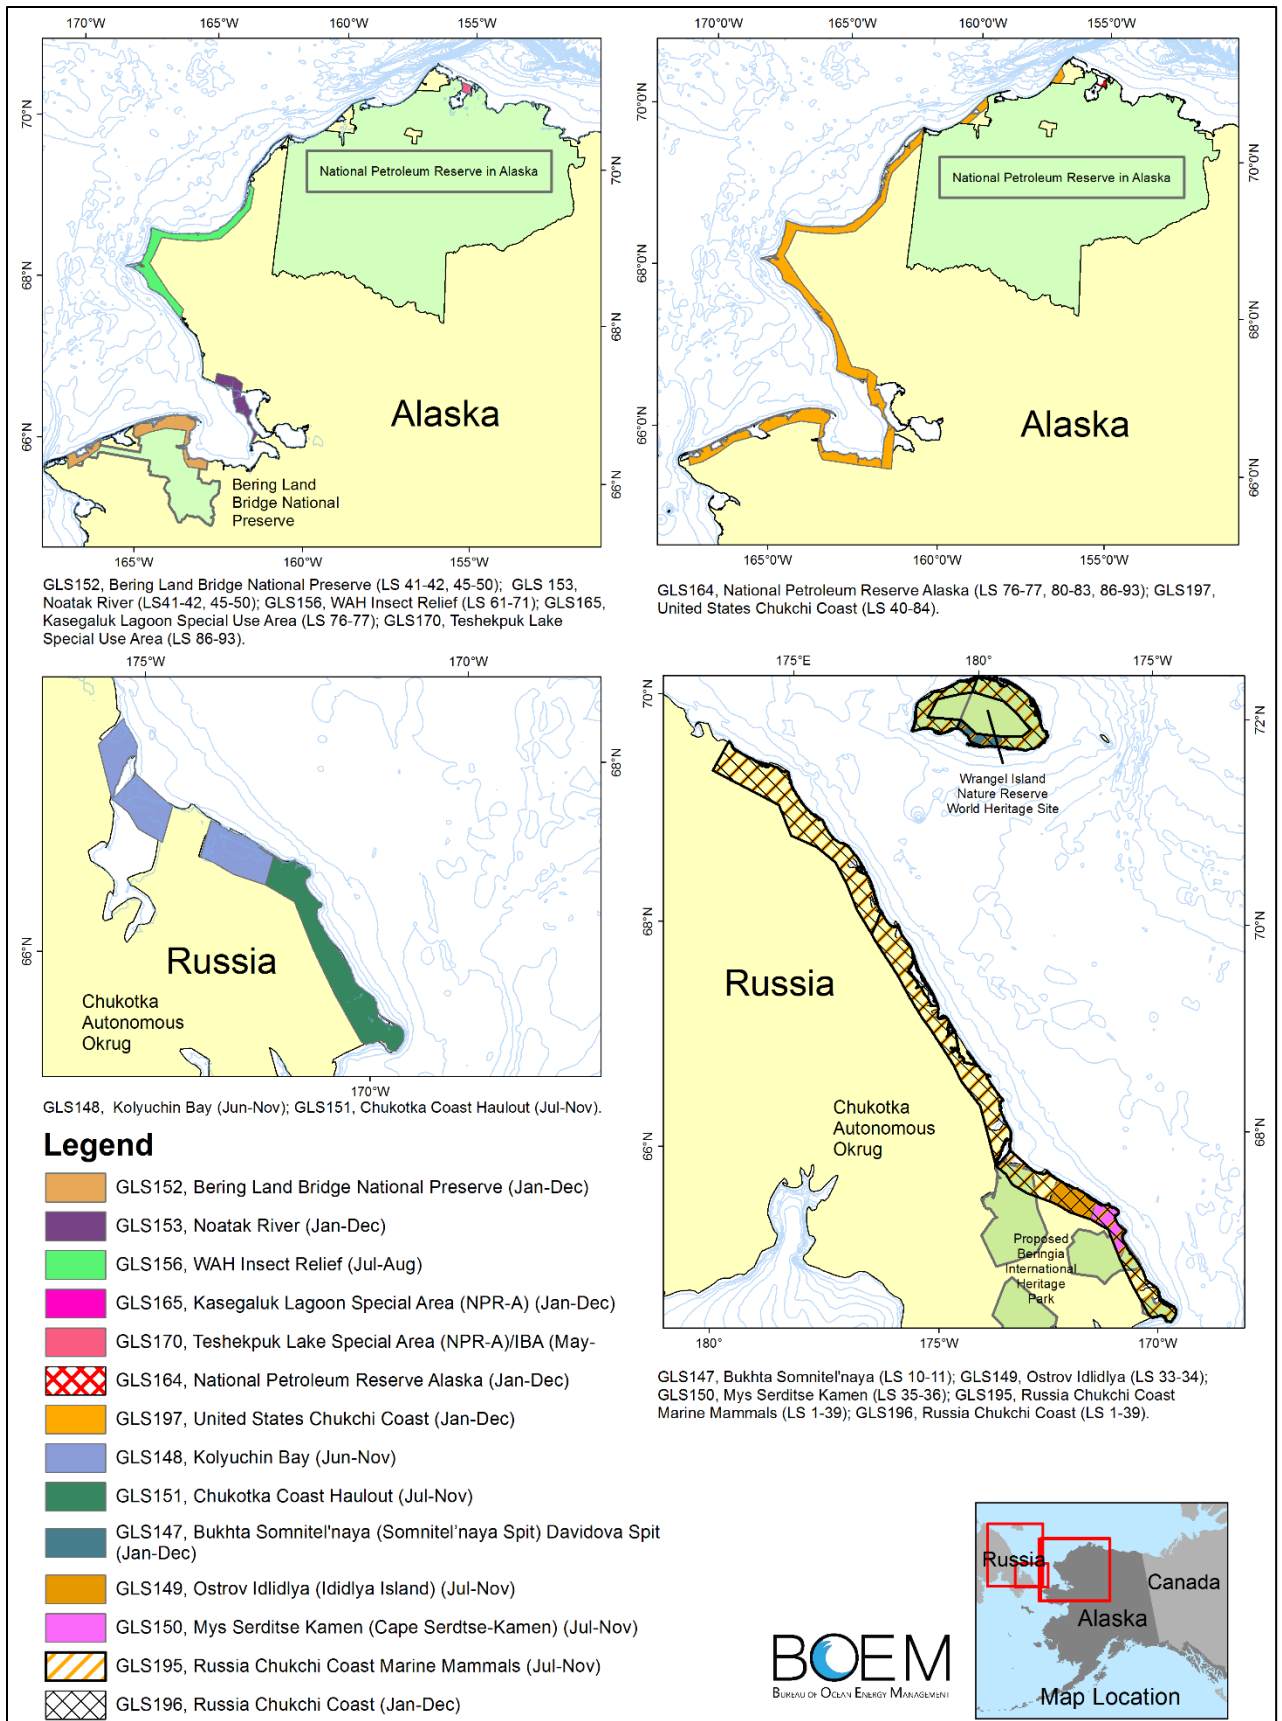 170°W 165°W 160°W 155°W
70°N
68°N
66°N
National Petroleum Reserve in Alaska
Alaska
Bering Land
Bridge National
Preserve
70°N
68°N
66°N
165°W 160°W 155°W
GLS152, Bering Land Bridge National Preserve (LS 41-42, 45-50); GLS 153,
Noatak River (LS41-42, 45-50); GLS156, WAH Insect Relief (LS 61-71); GLS165,
Kasegaluk Lagoon Special Use Area (LS 76-77); GLS170, Teshekpuk Lake
Special Use Area (LS 86-93).
170°0'W 165°0'W 160°0'W 155°0'W
70°0'N
68°0'N
66°0'N
National Petroleum Reserve in Alaska
Alaska
70°0'N
68°0'N
66°0'N
165°0'W 160°0'W 155°0'W
GLS164, National Petroleum Reserve Alaska (LS 76-77, 80-83, 86-93); GLS197,
United States Chukchi Coast (LS 40-84).
175°W 170°W
68°N
66°N
Russia
Chukotka
Autonomous
Okrug
170°W
GLS148, Kolyuchin Bay (Jun-Nov); GLS151, Chukotka Coast Haulout (Jul-Nov).
175°E 180° 175°W
70°N
68°N
66°N
72°N
70°N
68°N
Wrangel Island
Nature Reserve
World Heritage Site
Russia
Chukotka
Autonomous
Okrug
Proposed
Beringia
International
Heritage
Park
180° 175°W 170°W
GLS147, Bukhta Somnitel'naya (LS 10-11); GLS149, Ostrov Idlidlya (LS 33-34);
GLS150, Mys Serditse Kamen (LS 35-36); GLS195, Russia Chukchi Coast
Marine Mammals (LS 1-39); GLS196, Russia Chukchi Coast (LS 1-39).
Legend
GLS152, Bering Land Bridge National Preserve (Jan-Dec)
GLS153, Noatak River (Jan-Dec)
GLS156, WAH Insect Relief (Jul-Aug)
GLS165, Kasegaluk Lagoon Special Area (NPR-A) (Jan-Dec)
GLS170, Teshekpuk Lake Special Area (NPR-A)/IBA (May-
GLS164, National Petroleum Reserve Alaska (Jan-Dec)
GLS197, United States Chukchi Coast (Jan-Dec)
GLS148, Kolyuchin Bay (Jun-Nov)
GLS151, Chukotka Coast Haulout (Jul-Nov)
GLS147, Bukhta Somnitel'naya (Somnitel'naya Spit) Davidova Spit
(Jan-Dec)
GLS149, Ostrov Idlidlya (Ididlya Island) (Jul-Nov)
GLS150, Mys Serditse Kamen (Cape Serdtse-Kamen) (Jul-Nov)
GLS195, Russia Chukchi Coast Marine Mammals (Jul-Nov)
GLS196, Russia Chukchi Coast (Jan-Dec)
BOEM
BUREAU OF OCEAN ENERGY MANAGEMENT
Russia
Canada
Alaska
Map Location